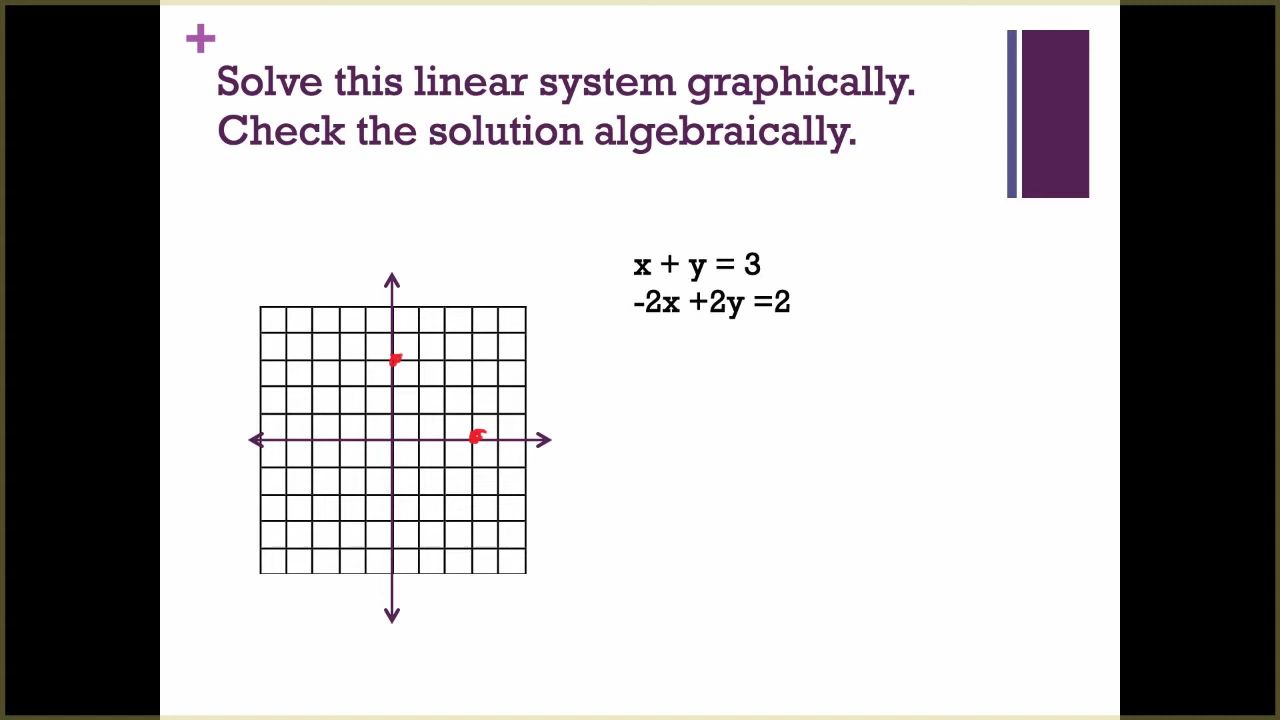 +
Solve this linear system graphically.
Check the solution algebraically.
x + y = 3
-2x +2y =2